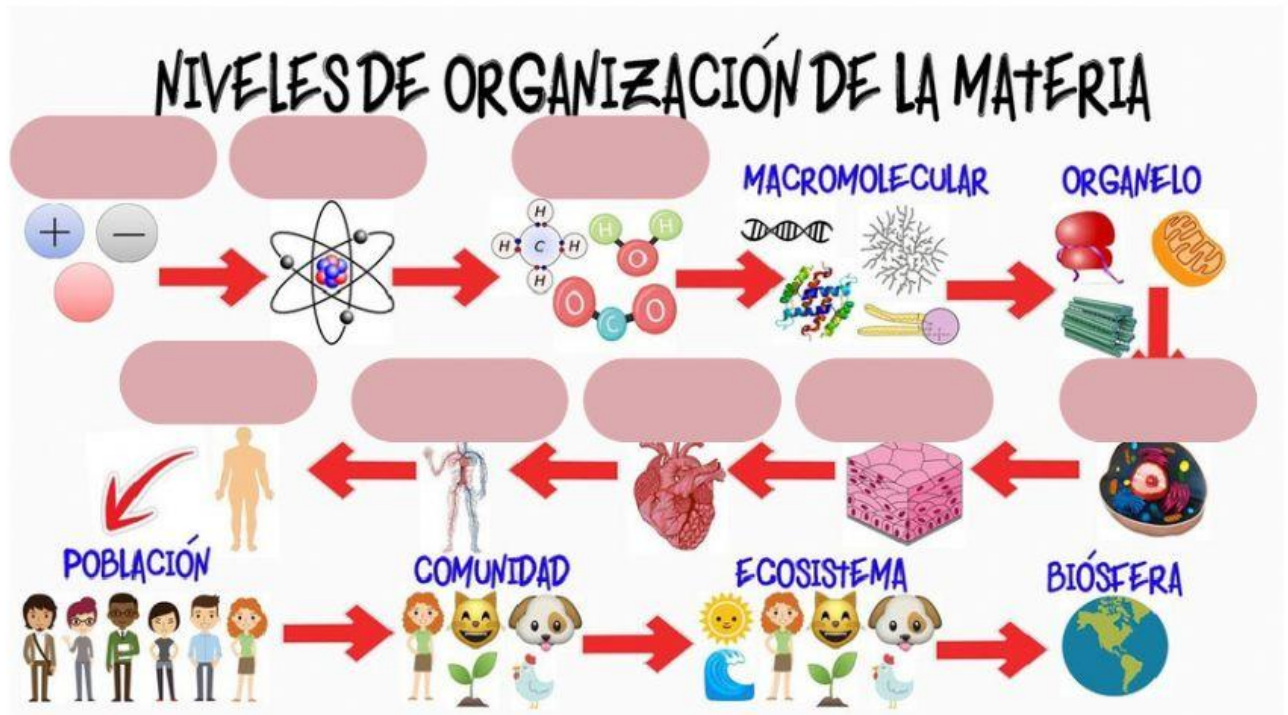 NIVELES DE ORGANIZACIÓN DE LA MATERIA
MACROMOLECULAR
ORGANELO
+
−
H
H C H
H
H H
O
O C O
POBLACIÓN
COMUNIDAD
ECOSISTEMA
BIÓSFERA